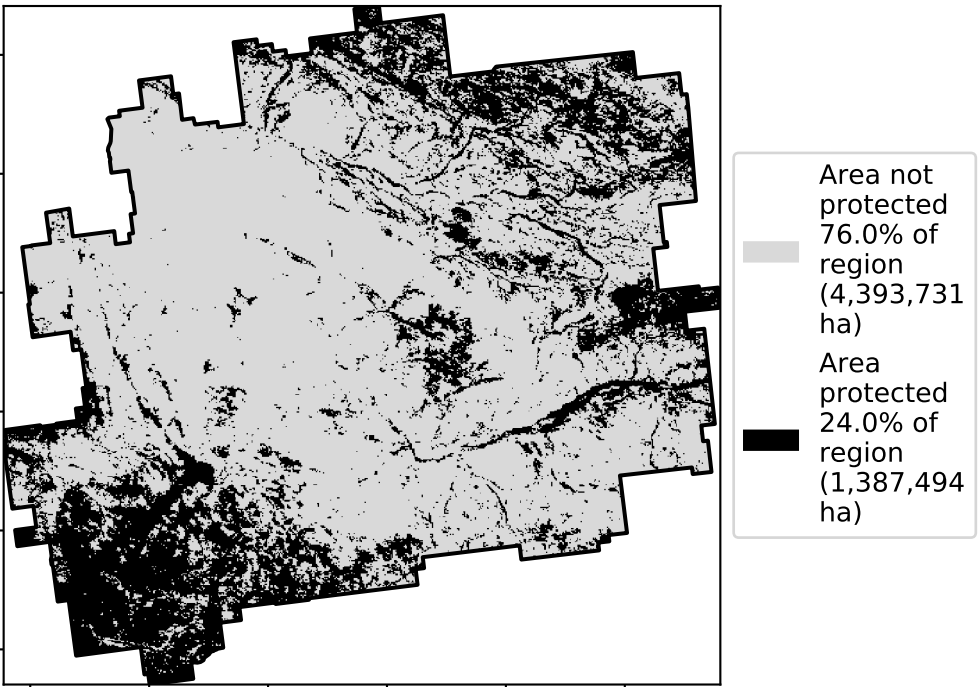 Area not
protected
76.0% of
region
(4,393,731
ha)
Area
protected
24.0% of
region
(1,387,494
ha)